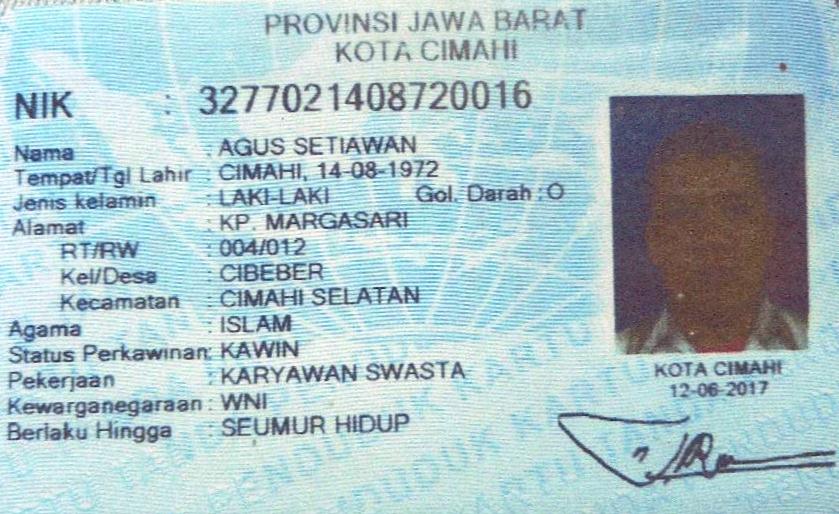 PROVINSI JAWA BARAT
KOTA CIMAHI
NIK : 3277021408720016
Nama : AGUS SETIAWAN
Tempat/Tgl Lahir : CIMAHI, 14-08-1972
Jenis kelamin : LAKI-LAKI Gol. Darah : O
Alamat : KP. MARGASARI
RT/RW : 004/012
Kel/Desa : CIBEBER
Kecamatan : CIMAHI SELATAN
Agama : ISLAM
Status Perkawinan: KAWIN
Pekerjaan : KARYAWAN SWASTA
Kewarganegaraan : WNI
Berlaku Hingga : SEUMUR HIDUP
KOTA CIMAHI
12-06-2017